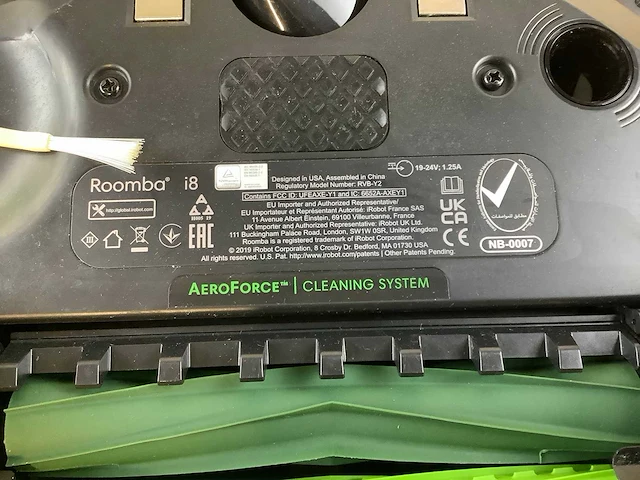 Roomba® i8
Designed in USA, Assembled in China
Regulatory Model Number: RVB-Y2
19-24V; 1.25A
Contains FCC ID: UFEAXE-Y1 and IC: 6652A-AXEY1
http://global.irobot.com
EU Importer and Authorized Representative/
EU Importateur et Représentant Autorisé: iRobot France SAS
11 Avenue Albert Einstein, 69100 Villeurbanne, France
UK Importer and Authorized Representative: iRobot UK Ltd.
111 Buckingham Palace Road, London, SW1W 0SR, United Kingdom
Roomba is a registered trademark of iRobot Corporation.
© 2019 iRobot Corporation, 8 Crosby Dr. Bedford, MA 01730 USA
All rights reserved. U.S. Pat. http://www.irobot.com/patents | Other Patents Pending.
EAC
UK
CA
CE
مطابق للمواصفات
NB-0007
AEROFORCE™ | CLEANING SYSTEM